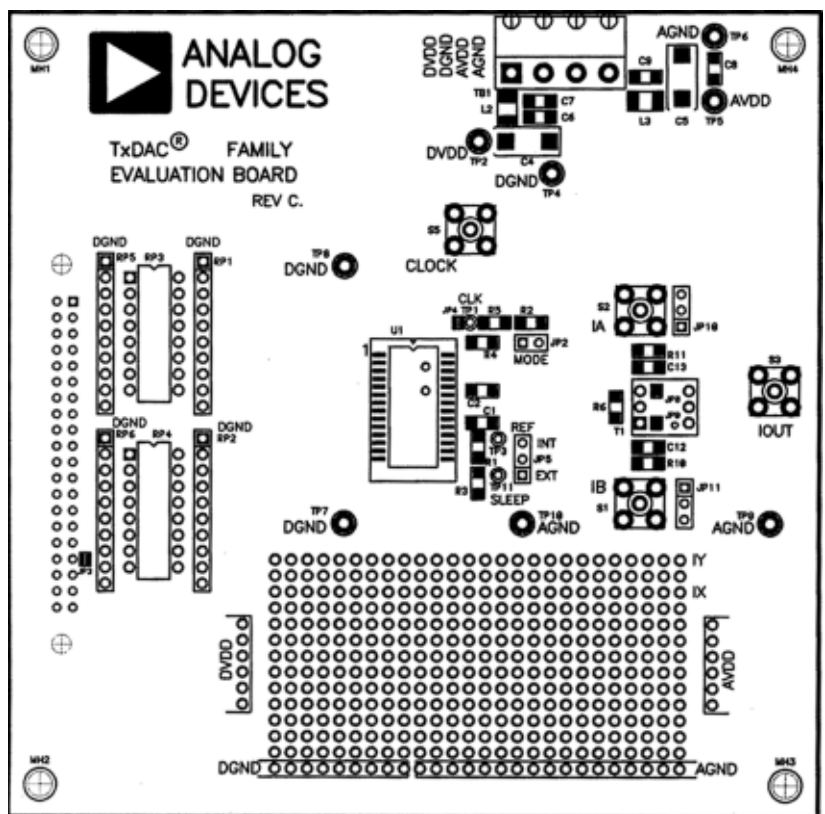 ANALOG
DEVICES
TxDAC® FAMILY
EVALUATION BOARD
REV C.
MH1
MH4
DVDD
DGND
AVDD
AGND
TB1
L2
C7
C6
C9
L3
AGND
TP6
C8
C5
TP5
AVDD
DVDD
TP2
C4
DGND
TP4
S5
CLOCK
TP8
DGND
DGND
RP5
RP3
DGND
RP1
CLK
JP4
TP1
R5
R2
U1
1
R4
JP2
MODE
C2
C1
REF
TP3
INT
R1
JP5
R3
TP11
EXT
SLEEP
S2
IA
JP10
R11
C13
S3
R6
JP8
JP9
T1
IOUT
C12
R10
IB
JP11
S1
DGND
RP6
RP4
DGND
RP2
JP3
TP7
DGND
TP10
AGND
TP9
AGND
IY
IX
DVDD
AVDD
DGND
AGND
MH2
MH3